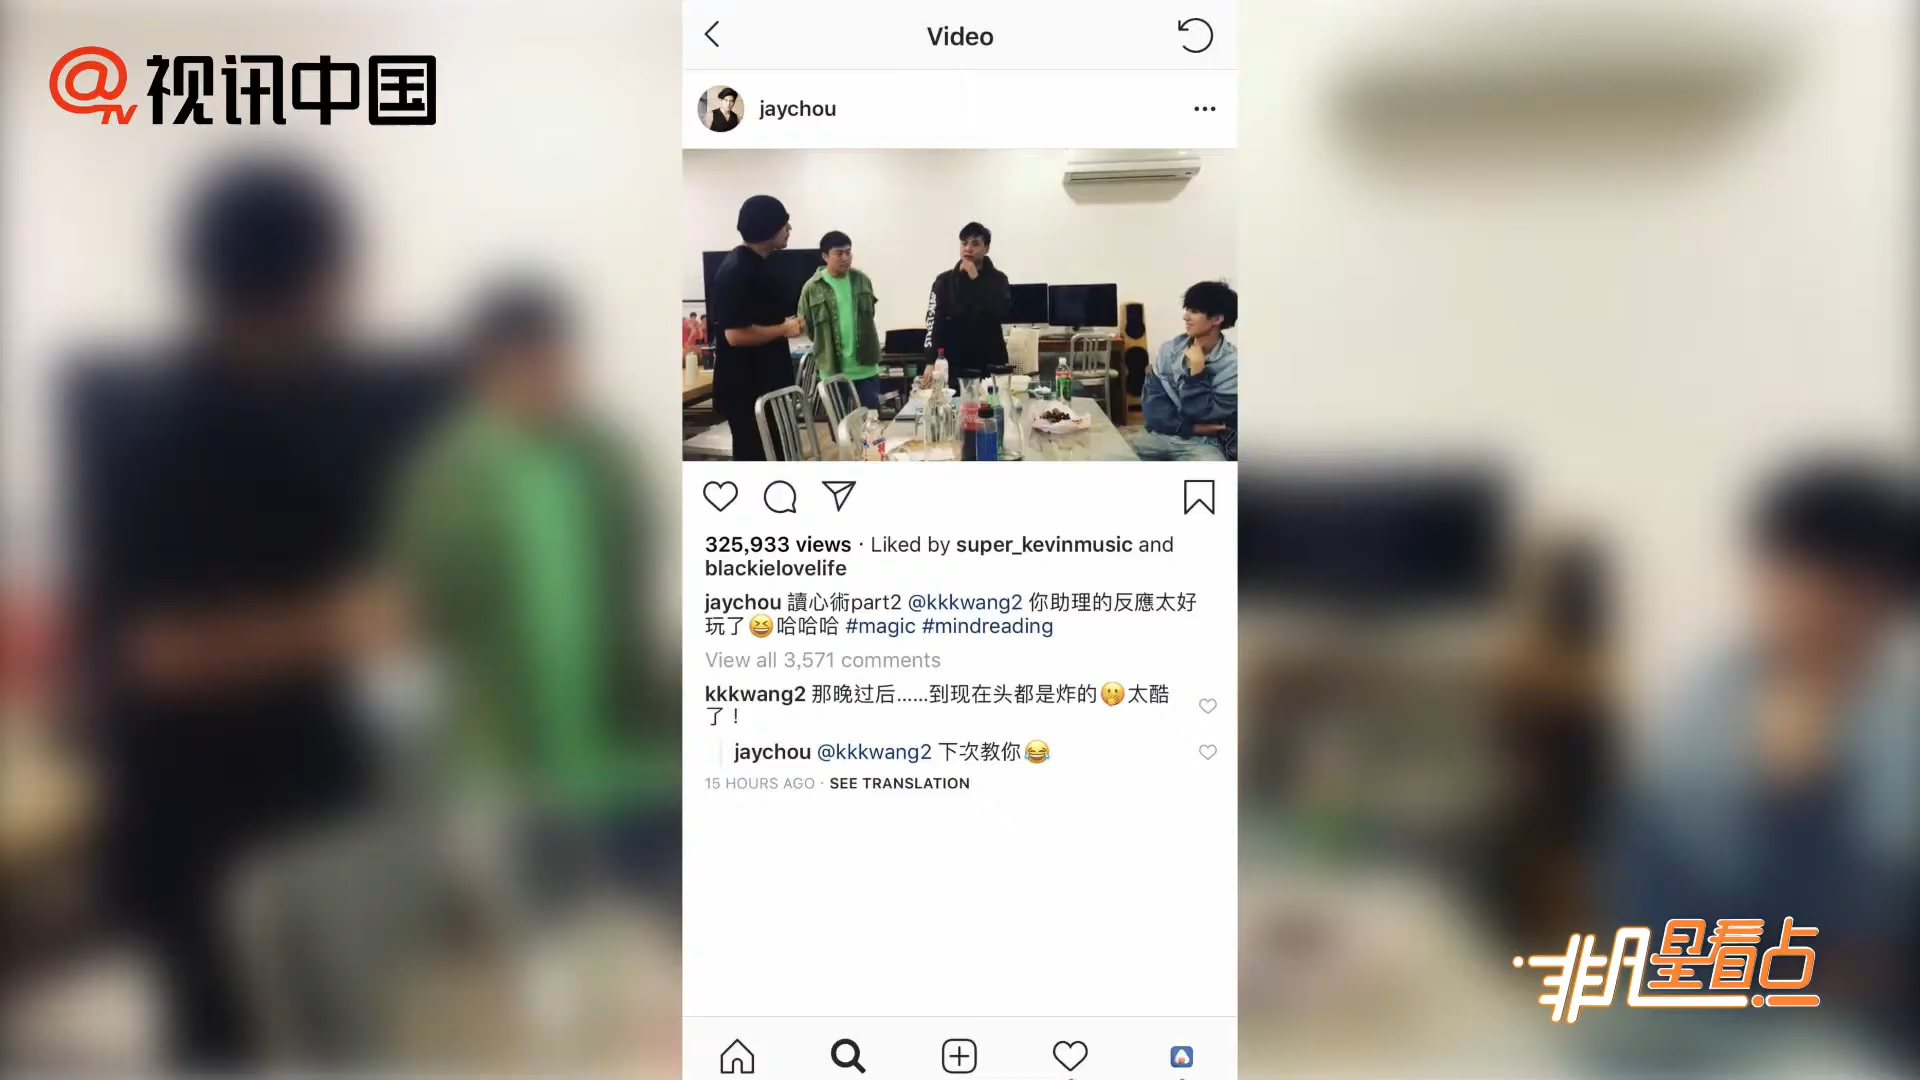 @TV 视讯中国
Video
jaychou
STREET-SNAP
325,933 views · Liked by super_kevinmusic and
blackielovelife
jaychou 讀心術part2 @kkkwang2 你助理的反應太好
玩了😆哈哈哈 #magic #mindreading
View all 3,571 comments
kkkwang2 那晚过后......到现在头都是炸的🤭太酷
了！
jaychou @kkkwang2 下次教你😂
15 HOURS AGO · SEE TRANSLATION
非凡星看点